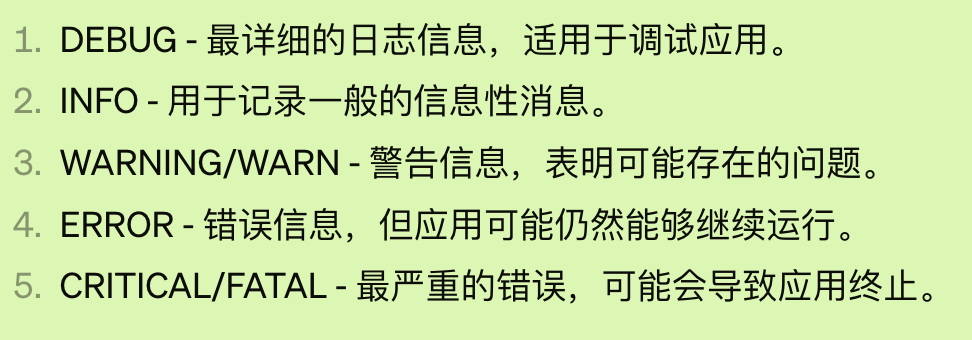 1. DEBUG - 最详细的日志信息，适用于调试应用。
2. INFO - 用于记录一般的信息性消息。
3. WARNING/WARN - 警告信息，表明可能存在的问题。
4. ERROR - 错误信息，但应用可能仍然能够继续运行。
5. CRITICAL/FATAL - 最严重的错误，可能会导致应用终止。